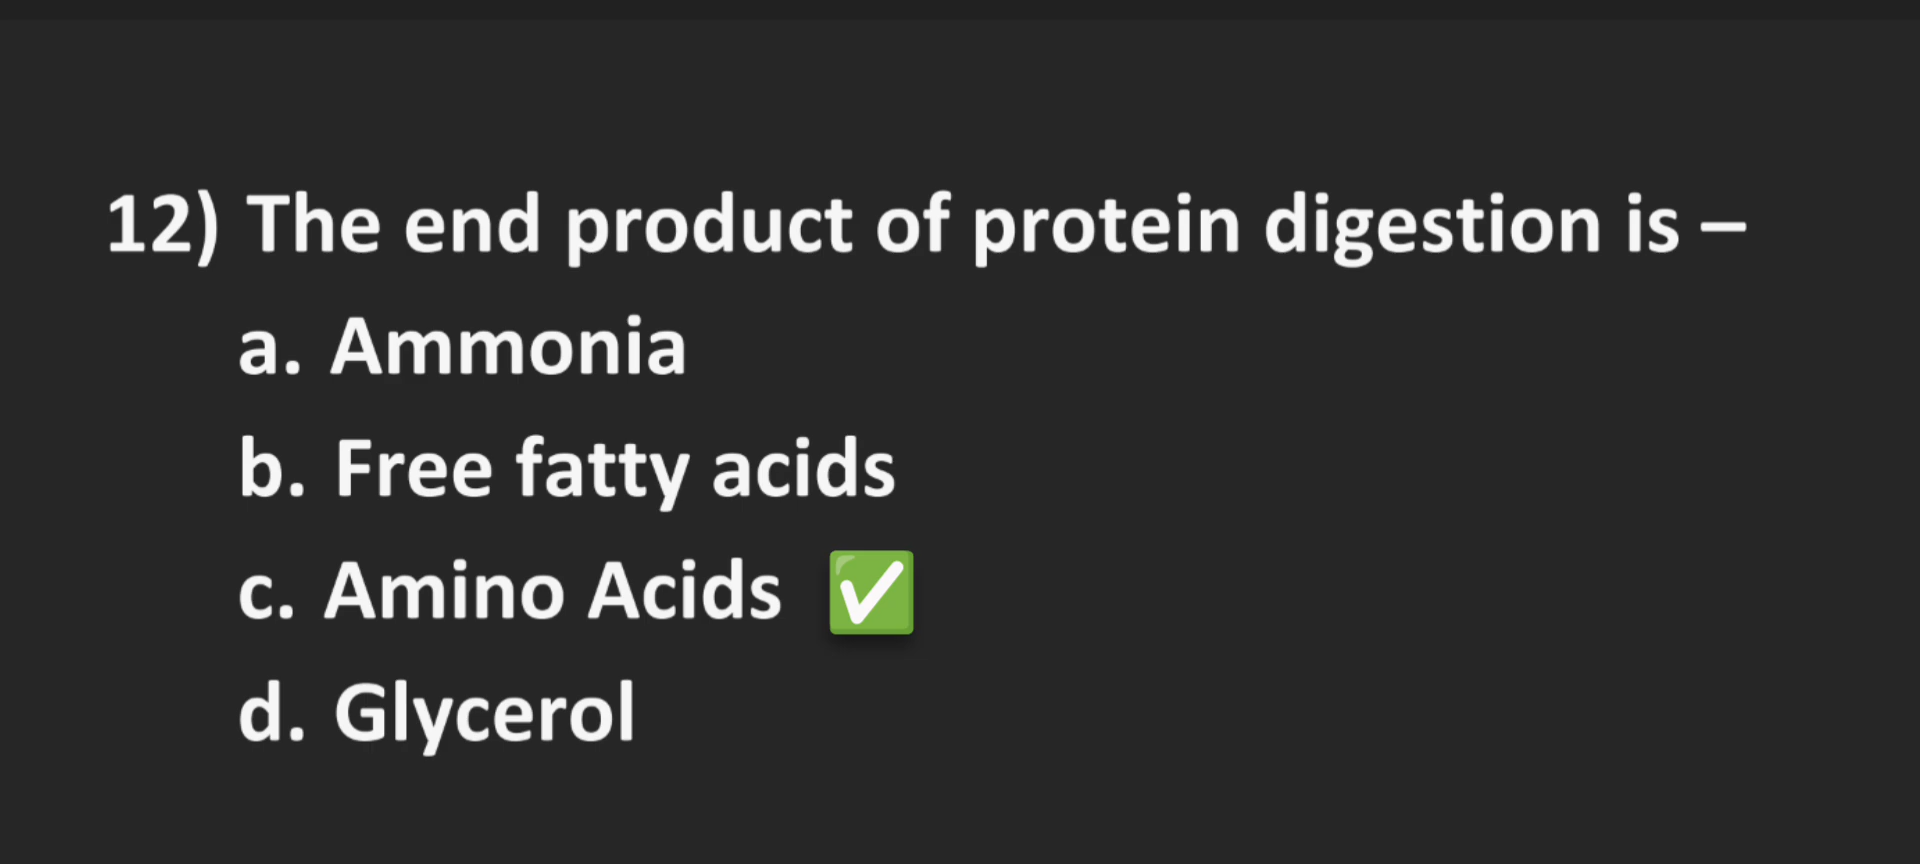 12) The end product of protein digestion is –
a. Ammonia
b. Free fatty acids
c. Amino Acids ✅
d. Glycerol